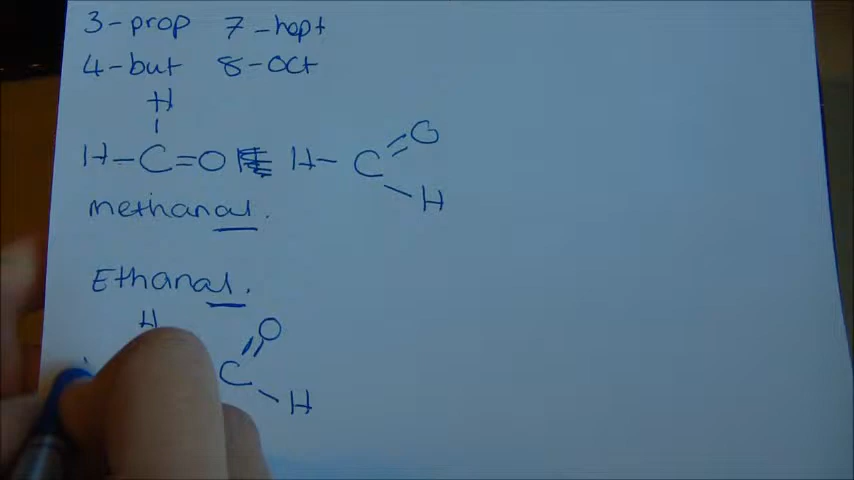 3-prop 7-hept
4-but 8-Oct
H
H-C=O H-C=O
H
methanal.
Ethanal.
H
C=O
H